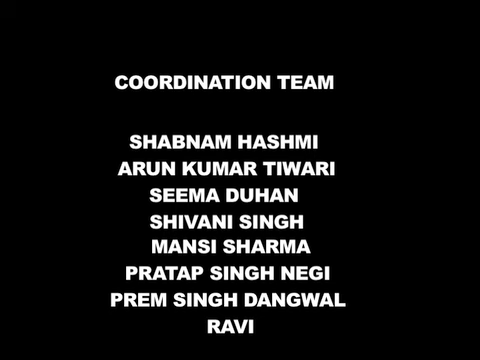 COORDINATION TEAM
SHABNAM HASHMI
ARUN KUMAR TIWARI
SEEMA DUHAN
SHIVANI SINGH
MANSI SHARMA
PRATAP SINGH NEGI
PREM SINGH DANGWAL
RAVI